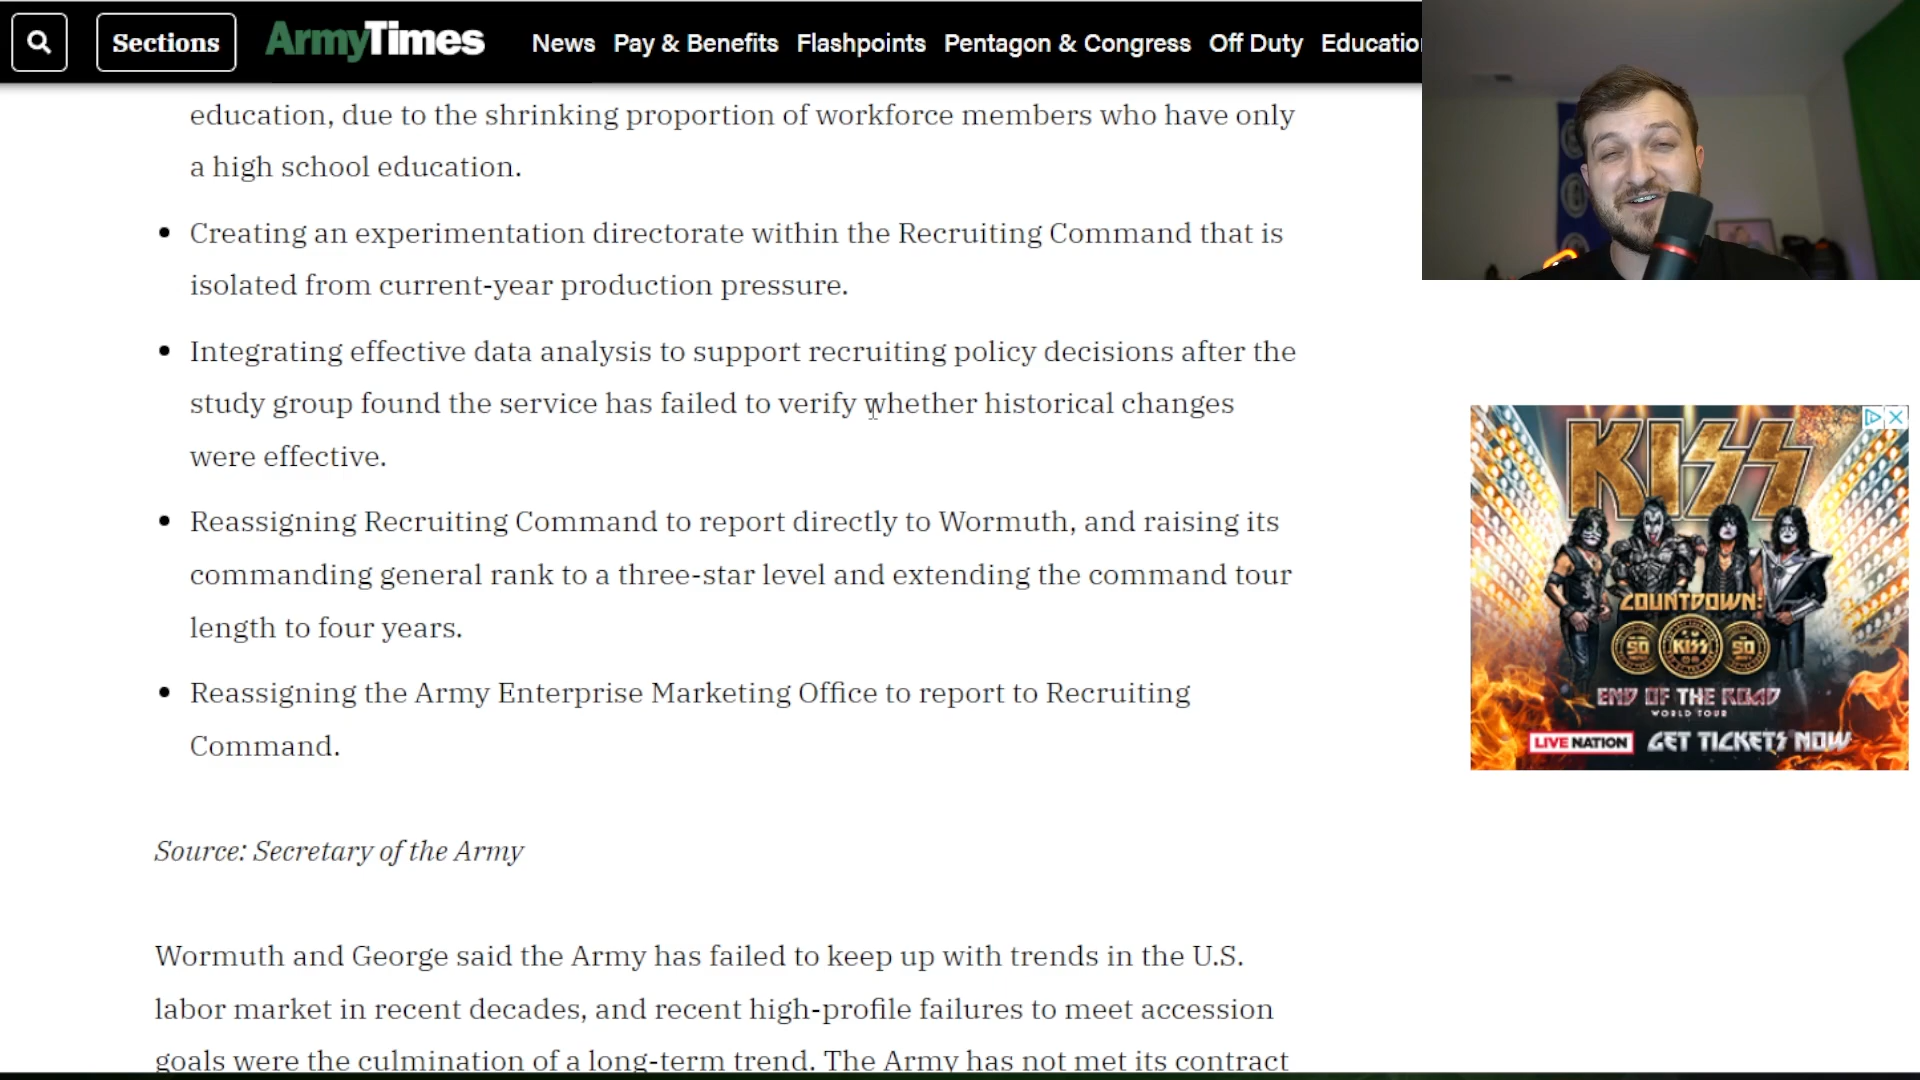 Sections
ArmyTimes
News Pay & Benefits Flashpoints Pentagon & Congress Off Duty Educatio
education, due to the shrinking proportion of workforce members who have only
a high school education.
• Creating an experimentation directorate within the Recruiting Command that is
isolated from current-year production pressure.
• Integrating effective data analysis to support recruiting policy decisions after the
study group found the service has failed to verify whether historical changes
were effective.
• Reassigning Recruiting Command to report directly to Wormuth, and raising its
commanding general rank to a three-star level and extending the command tour
length to four years.
• Reassigning the Army Enterprise Marketing Office to report to Recruiting
Command.
Source: Secretary of the Army
Wormuth and George said the Army has failed to keep up with trends in the U.S.
labor market in recent decades, and recent high-profile failures to meet accession
goals were the culmination of a long-term trend. The Army has not met its contract
KISS
COUNTDOWN:
50 KISS 50
END OF THE ROAD
WORLD TOUR
LIVE NATION GET TICKETS NOW